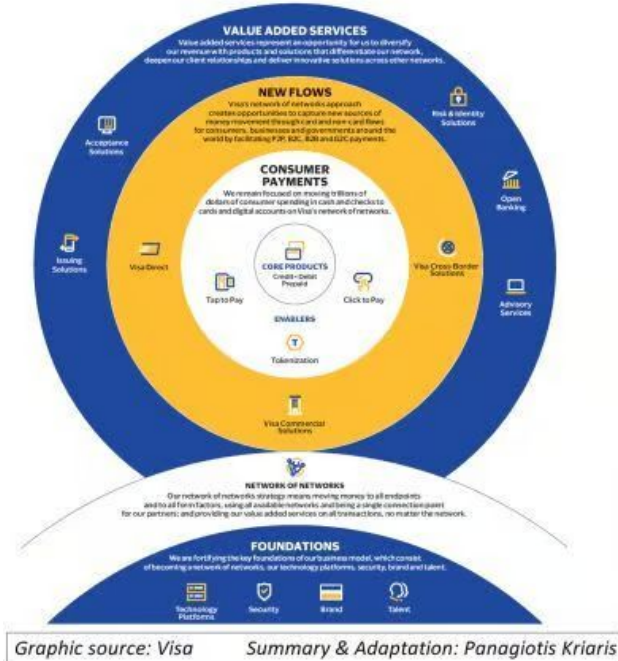 VALUE ADDED SERVICES
Value added services represent an opportunity for us to diversify
our revenue with products and solutions that differentiate our network,
deepen our client relationships and deliver innovative solutions across other networks.
NEW FLOWS
Visa's network of networks approach
creates opportunities to capture new sources of
money movement through card and non-card flows
for consumers, businesses and governments around the
world by facilitating P2P, B2C, B2B and G2C payments.
Acceptance
Solutions
Risk & Identity
Solutions
CONSUMER
PAYMENTS
We remain focused on moving trillions of
dollars of consumer spending in cash and checks to
cards and digital accounts on Visa's network of networks.
Open
Banking
Issuing
Solutions
Visa Direct
CORE PRODUCTS
Credit • Debit
Prepaid
Visa Cross-Border
Solutions
Tap to Pay
Click to Pay
Advisory
Services
ENABLERS
T
Tokenization
Visa Commercial
Solutions
NETWORK OF NETWORKS
Our network of networks strategy means moving money to all endpoints
and to all form factors, using all available networks and being a single connection point
for our partners; and providing our value added services on all transactions, no matter the network.
FOUNDATIONS
We are fortifying the key foundations of our business model, which consist
of becoming a network of networks, our technology platforms, security, brand and talent.
Technology
Platforms
Security
Brand
Talent
Graphic source: Visa Summary & Adaptation: Panagiotis Kriaris